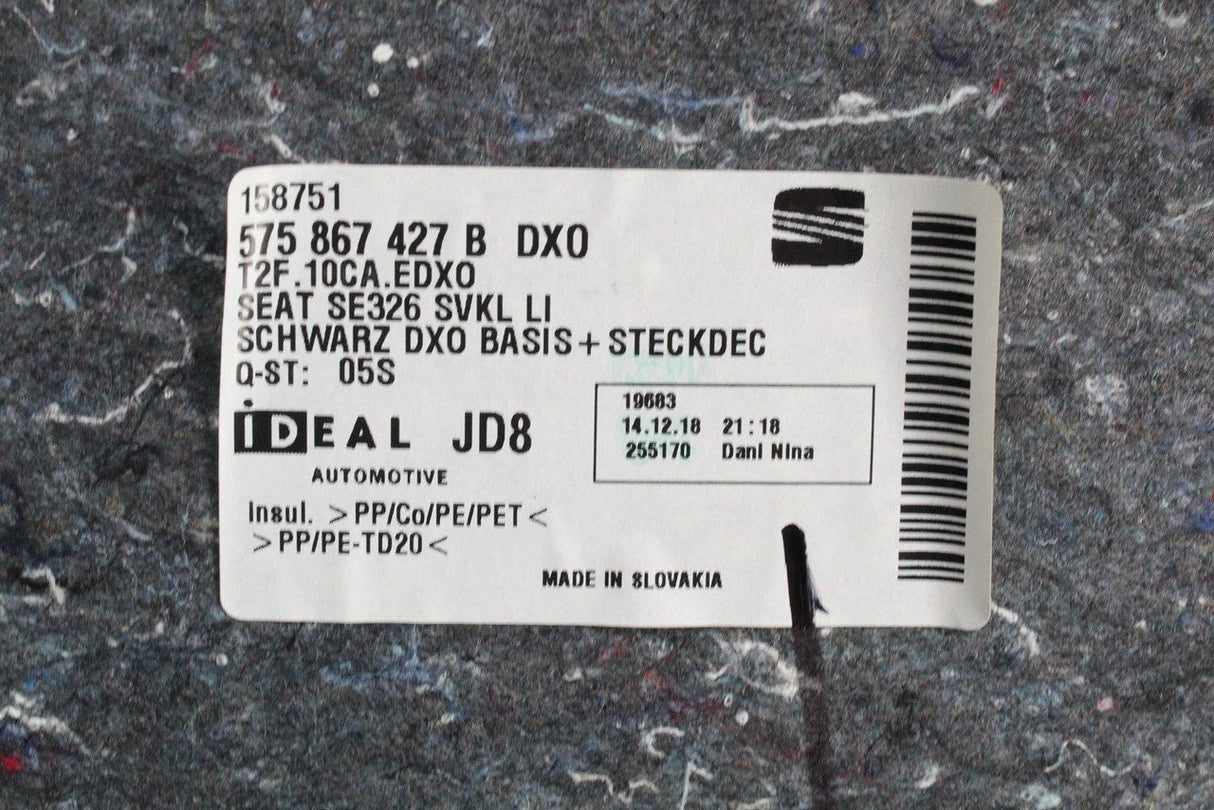 158751
575 867 427 B DXO
T2F.10CA.EDXO
SEAT SE326 SVKL LI
SCHWARZ DXO BASIS+STECKDEC
Q-ST: 05S
iDEAL JD8
AUTOMOTIVE
19683
14.12.18 21:18
255170 Dani Nina
Insul. >PP/Co/PE/PET<
>PP/PE-TD20<
MADE IN SLOVAKIA